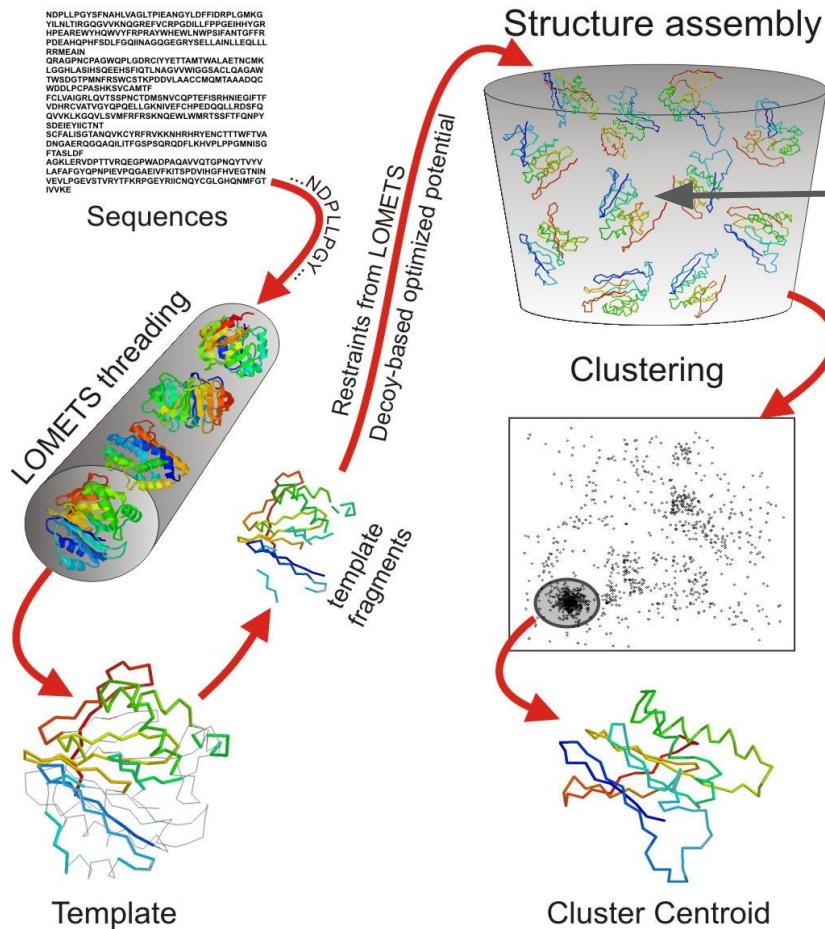 NDPLLPGYSFNAHLVAGLTPIEANGYLDFFIDRPLGMKG
YILNLTIRGQGVVKNQGREFVCRPGDILLFPPGEIHHYGR
HPEAREWYHQWVYFRPRAYWHEWLNWPSIFANTGFFR
PDEAHQPHFSDLFGQIINAGQGEGRYSELLAINLLEQLLL
RRMEAIN
QRAGPNCPAGWQPLGDRCIYYETTAMTWALAETNCMK
LGGHLASIHSQEEHSFIQTLNAGVVWIGGSACLQAGAW
TWSDGTPMNFRSWCSTKPDDVLAACCMQMTAAADQC
WDDLPCPASHKSVCAMTF
FCLVAIGRLQVTSSPNCTDMSNVCQPTEFISRHNIEGIFTF
VDHRCVATVGYQPQELLGKNIVEFCHPEDQQLLRDSFQ
QVVKLKGQVLSVMFRFRSKNQEWLWMRTSSFTFQNPY
SDEIEYIICTNT
SCFALISGTANQVKCYRFRVKKNHRHRYENCTTTWFTVA
DNGAERQGQAQILITFGSPSQRQDFLKHVPLPPGMNISG
FTASLDF
AGKLERVDPTTVRQEGPWADPAQAVVQTGPNQYTVYV
LAFAFGYQPNPIEVPQGAEIVFKITSPDVIHGFHVEGTNIN
VEVLPGEVSTVRYTFKRPGEYRIICNQYCGLGHQNMFGT
IVVKE
Sequences
...NDPLLPGY...
LOMETS threading
Template
template
fragments
Restraints from LOMETS
Decoy-based optimized potential
Structure assembly
Clustering
Cluster Centroid